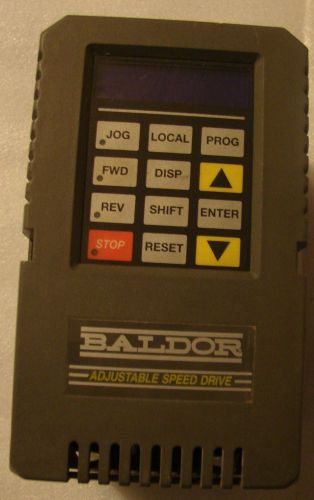 JOG LOCAL PROG
FWD DISP
REV SHIFT ENTER
STOP RESET
BALDOR
ADJUSTABLE SPEED DRIVE